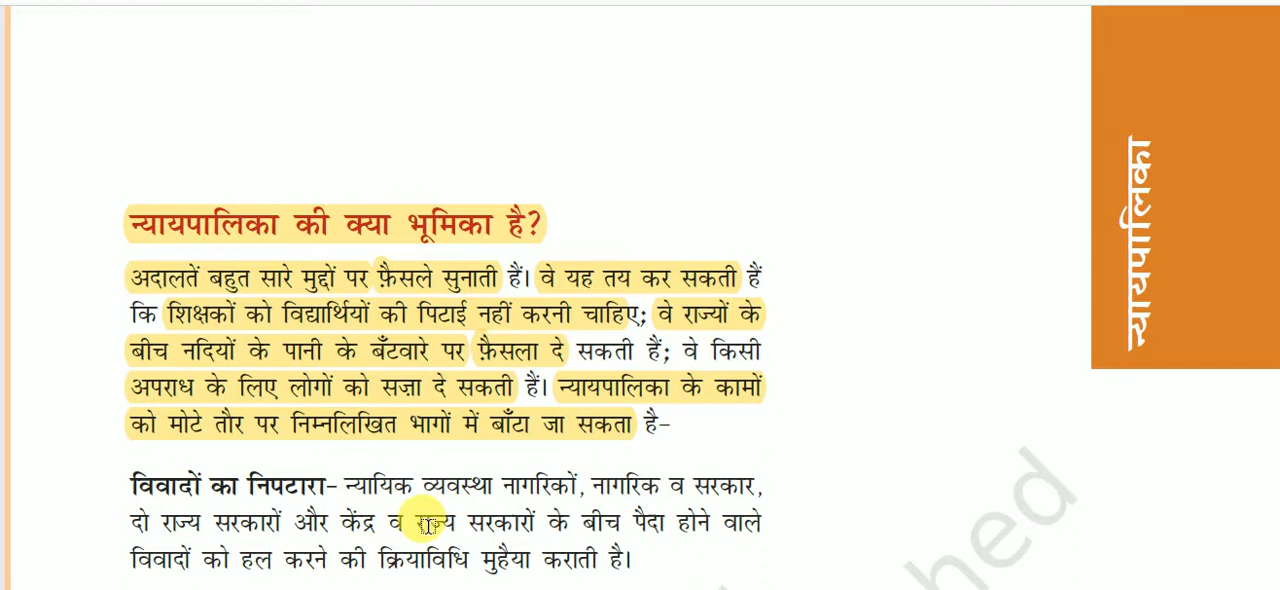 न्यायपालिका
न्यायपालिका की क्या भूमिका है?
अदालतें बहुत सारे मुद्दों पर फ़ैसले सुनाती हैं। वे यह तय कर सकती हैं
कि शिक्षकों को विद्यार्थियों की पिटाई नहीं करनी चाहिए; वे राज्यों के
बीच नदियों के पानी के बँटवारे पर फ़ैसला दे सकती हैं; वे किसी
अपराध के लिए लोगों को सज़ा दे सकती हैं। न्यायपालिका के कामों
को मोटे तौर पर निम्नलिखित भागों में बाँटा जा सकता है–
विवादों का निपटारा– न्यायिक व्यवस्था नागरिकों, नागरिक व सरकार,
दो राज्य सरकारों और केंद्र व राज्य सरकारों के बीच पैदा होने वाले
विवादों को हल करने की क्रियाविधि मुहैया कराती है।
hed